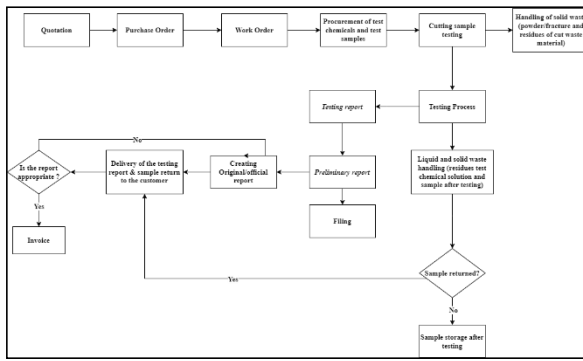 Quotation
Purchase Order
Work Order
Procurement of test
chemicals and test
samples
Cutting sample
testing
Handling of solid waste
(powder/fracture and
residues of cut waste
material)
Testing report
Testing Process
No
Is the report
appropriate ?
Delivery of the testing
report & sample return
to the customer
Creating
Original/official
report
Preliminary report
Liquid and solid waste
handling (residues test
chemical solution and
sample after testing)
Yes
Invoice
Filing
Sample returned?
Yes
No
Sample storage after
testing